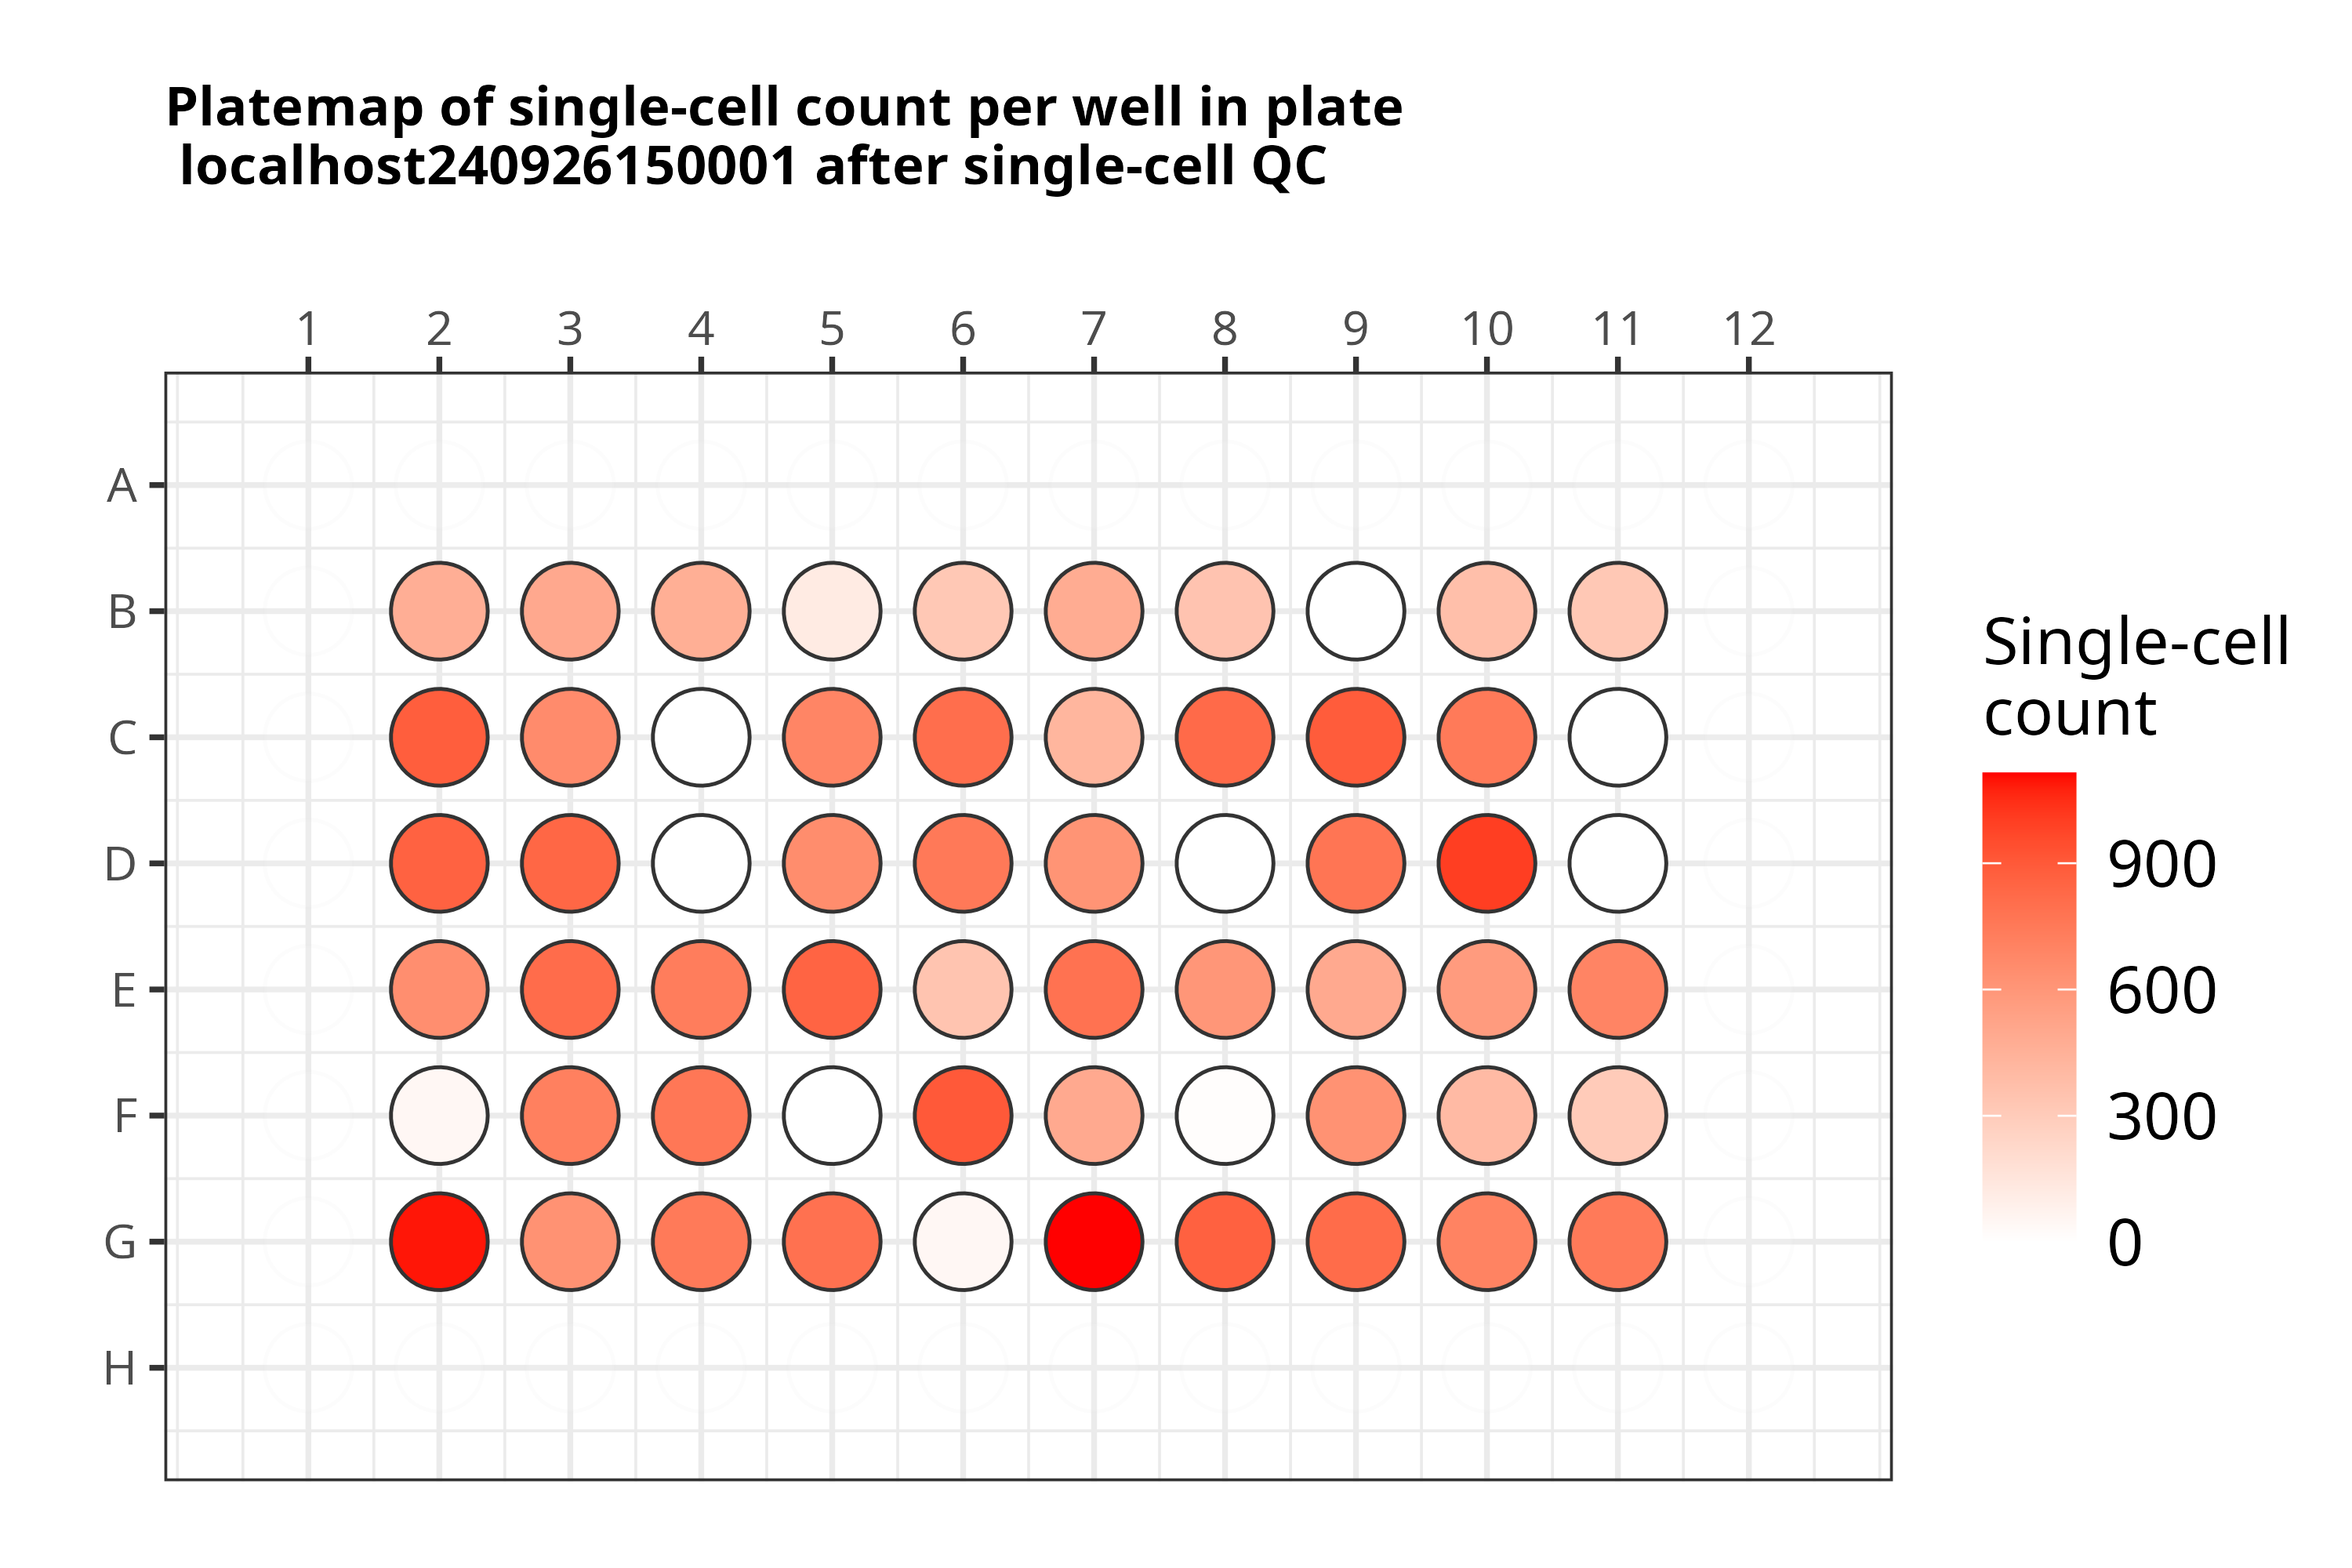 Platemap of single-cell count per well in plate
localhost240926150001 after single-cell QC
1 2 3 4 5 6 7 8 9 10 11 12
A
B
C
D
E
F
G
H
Single-cell
count
900
600
300
0